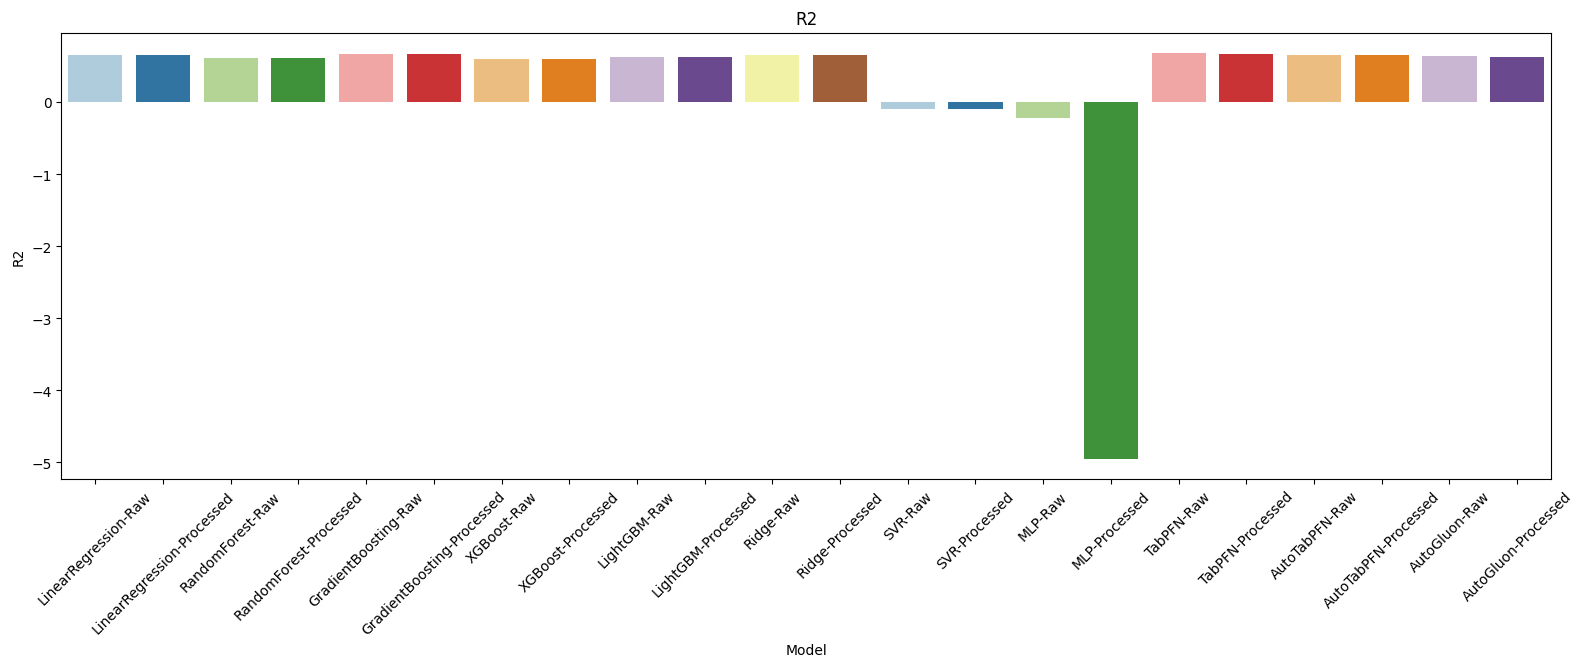 R2
R2
0
−1
−2
−3
−4
−5
LinearRegression-Raw
LinearRegression-Processed
RandomForest-Raw
RandomForest-Processed
GradientBoosting-Raw
GradientBoosting-Processed
XGBoost-Raw
XGBoost-Processed
LightGBM-Raw
LightGBM-Processed
Ridge-Raw
Ridge-Processed
SVR-Raw
SVR-Processed
MLP-Raw
MLP-Processed
TabPFN-Raw
TabPFN-Processed
AutoTabPFN-Raw
AutoTabPFN-Processed
AutoGluon-Raw
AutoGluon-Processed
Model